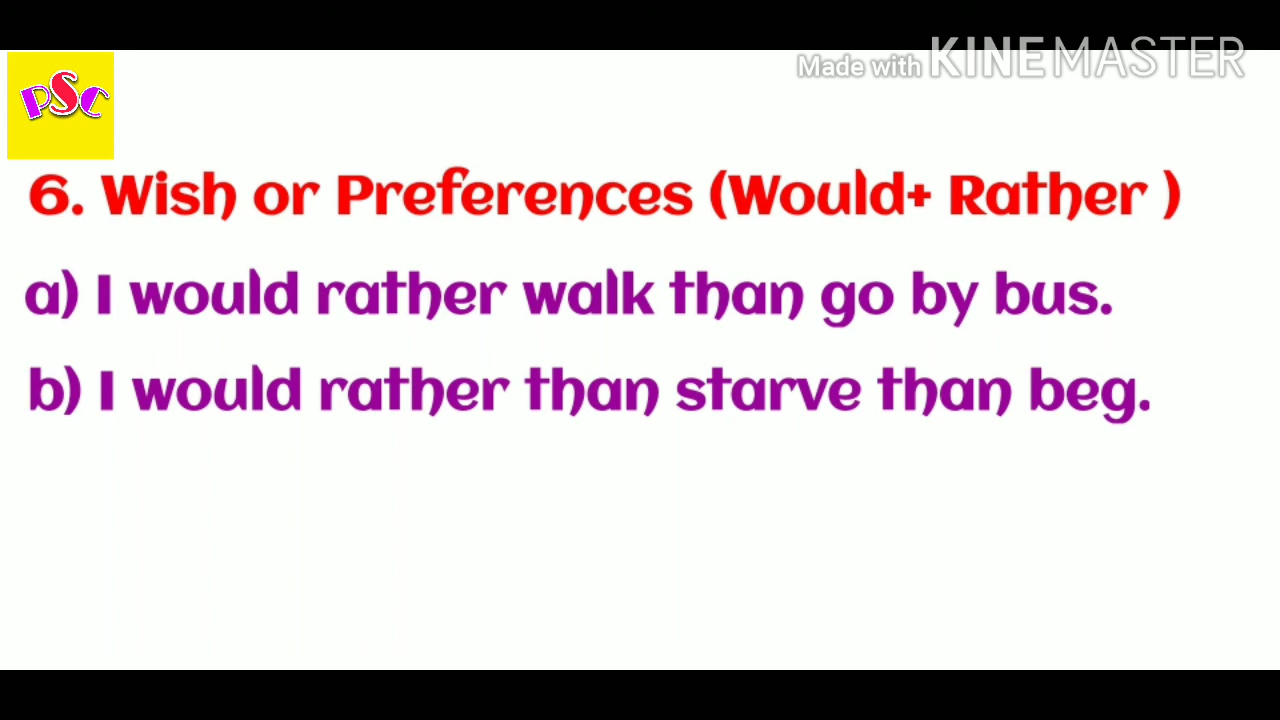 Made with KINEMASTER
PSC
6. Wish or Preferences (Would+ Rather )
a) I would rather walk than go by bus.
b) I would rather than starve than beg.